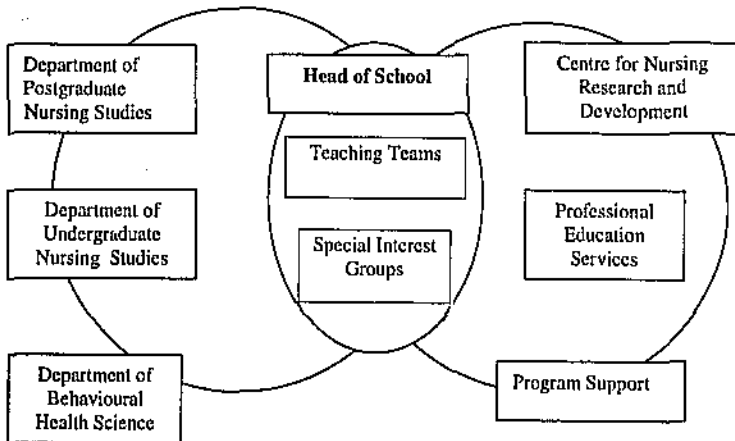 Department of
Postgraduate
Nursing Studies
Head of School
Centre for Nursing
Research and
Development
Teaching Teams
Department of
Undergraduate
Nursing Studies
Special Interest
Groups
Professional
Education
Services
Department of
Behavioural
Health Science
Program Support